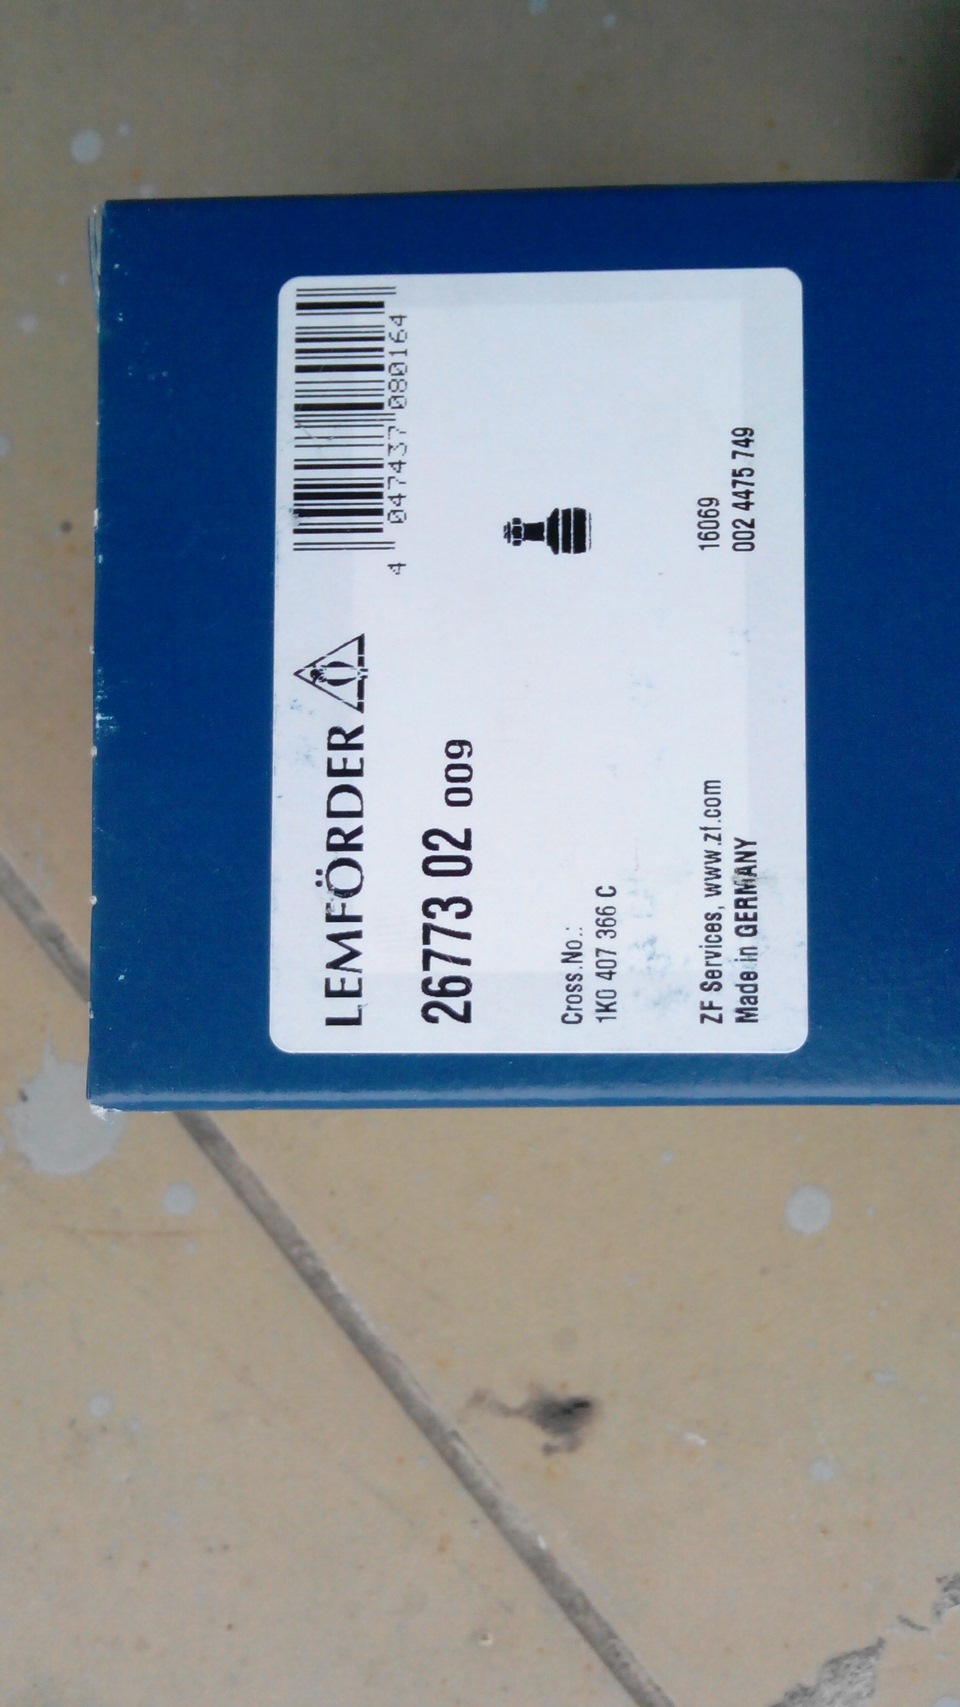 LEMFÖRDER
4 047437 080164
26773 02 009
Cross.No.:
1K0 407 366 C
16069
ZF Services, www.zf.com
002 4475 749
Made in GERMANY